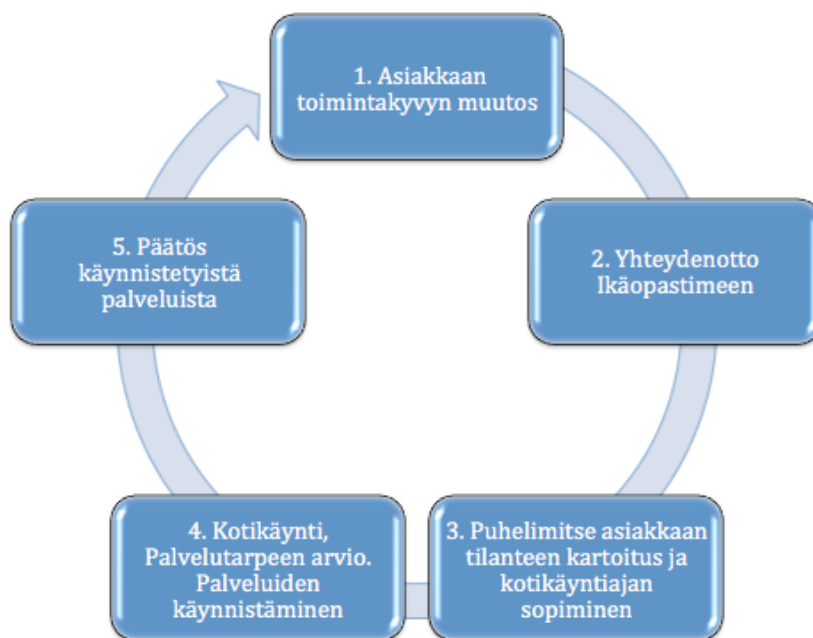 1. Asiakkaan
toimintakyvyn muutos
2. Yhteydenotto
Ikäopastimeen
3. Puhelimitse asiakkaan
tilanteen kartoitus ja
kotikäyntiajan
sopiminen
4. Kotikäynti,
Palvelutarpeen arvio.
Palveluiden
käynnistäminen
5. Päätös
käynnistetyistä
palveluista